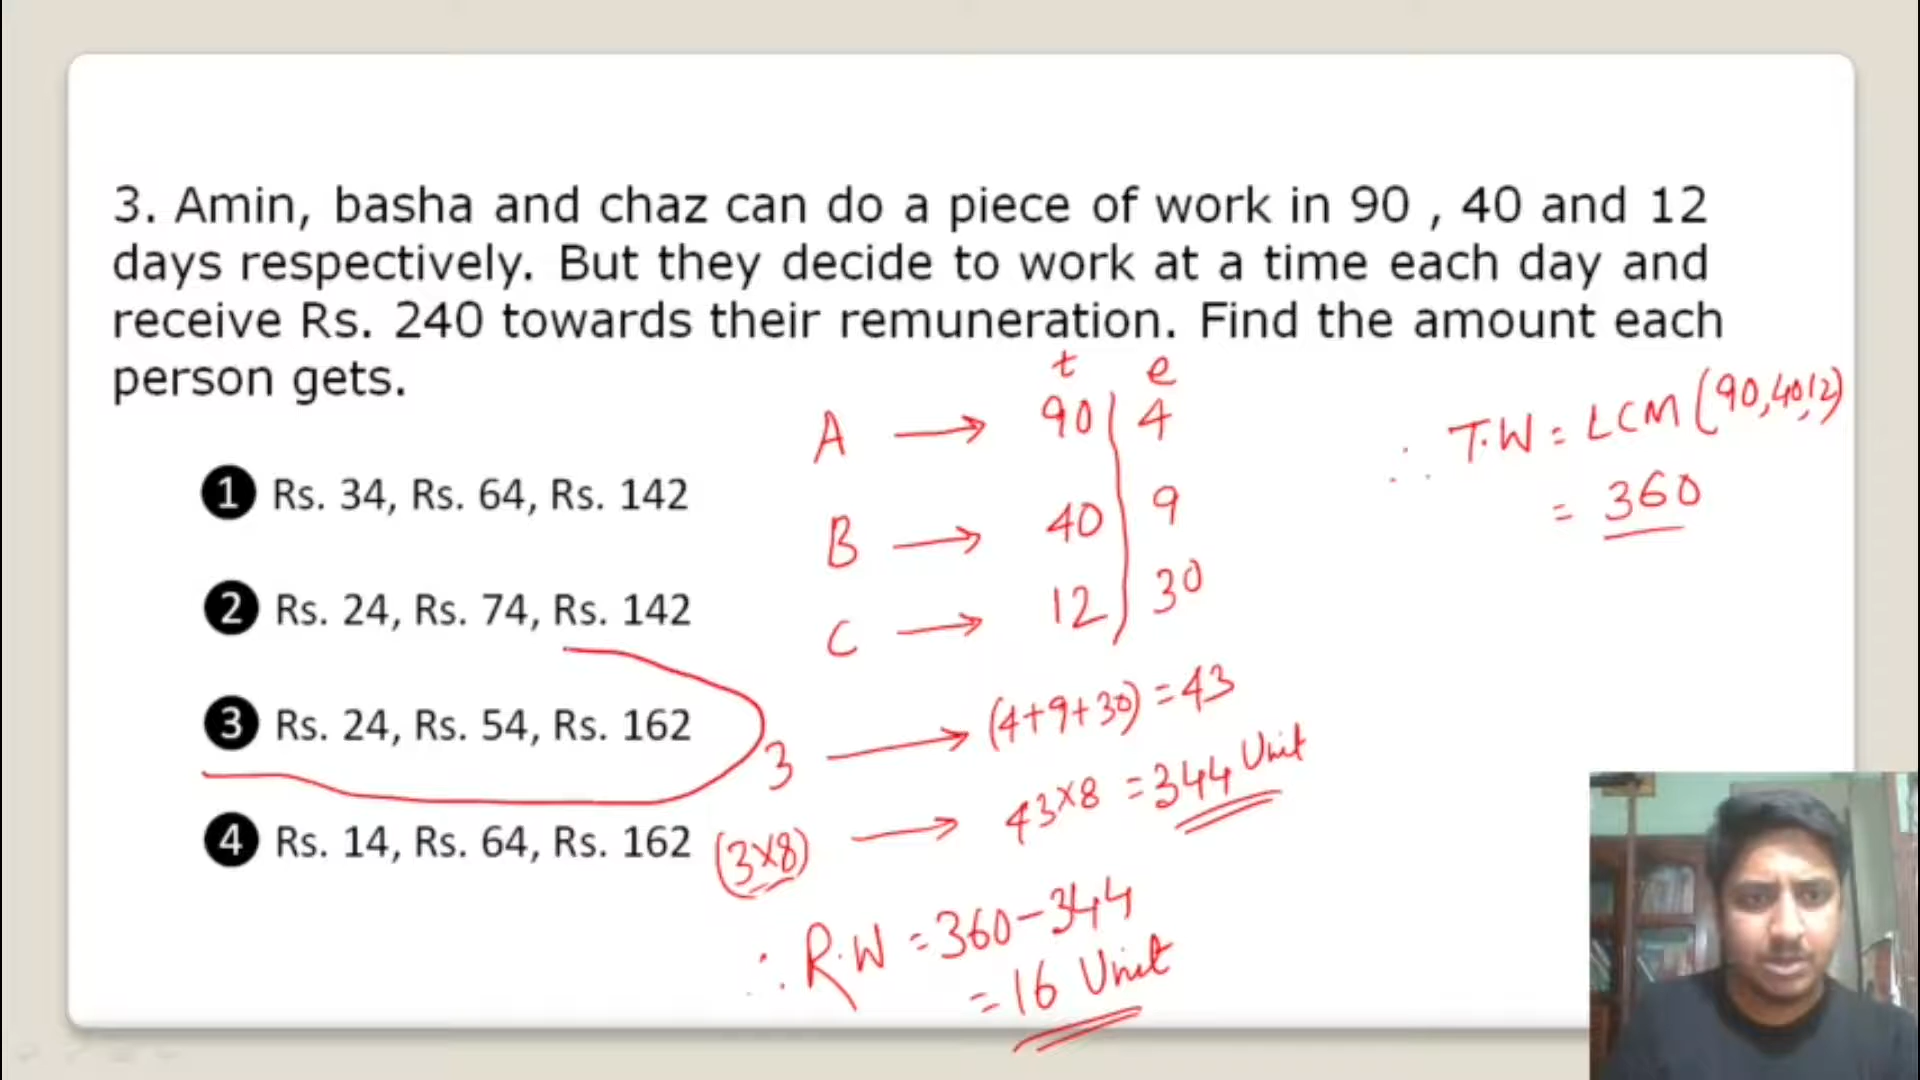 3. Amin, basha and chaz can do a piece of work in 90 , 40 and 12
days respectively. But they decide to work at a time each day and
receive Rs. 240 towards their remuneration. Find the amount each
person gets.
1 Rs. 34, Rs. 64, Rs. 142
2 Rs. 24, Rs. 74, Rs. 142
3 Rs. 24, Rs. 54, Rs. 162
4 Rs. 14, Rs. 64, Rs. 162
t e
A → 90 4
B → 40 9
C → 12 30
∴ T.W = LCM (90,40,12)
= 360
3 → (4+9+30) = 43
(3×8) → 43×8 = 344 Unit
∴ R.W = 360-344
= 16 Unit